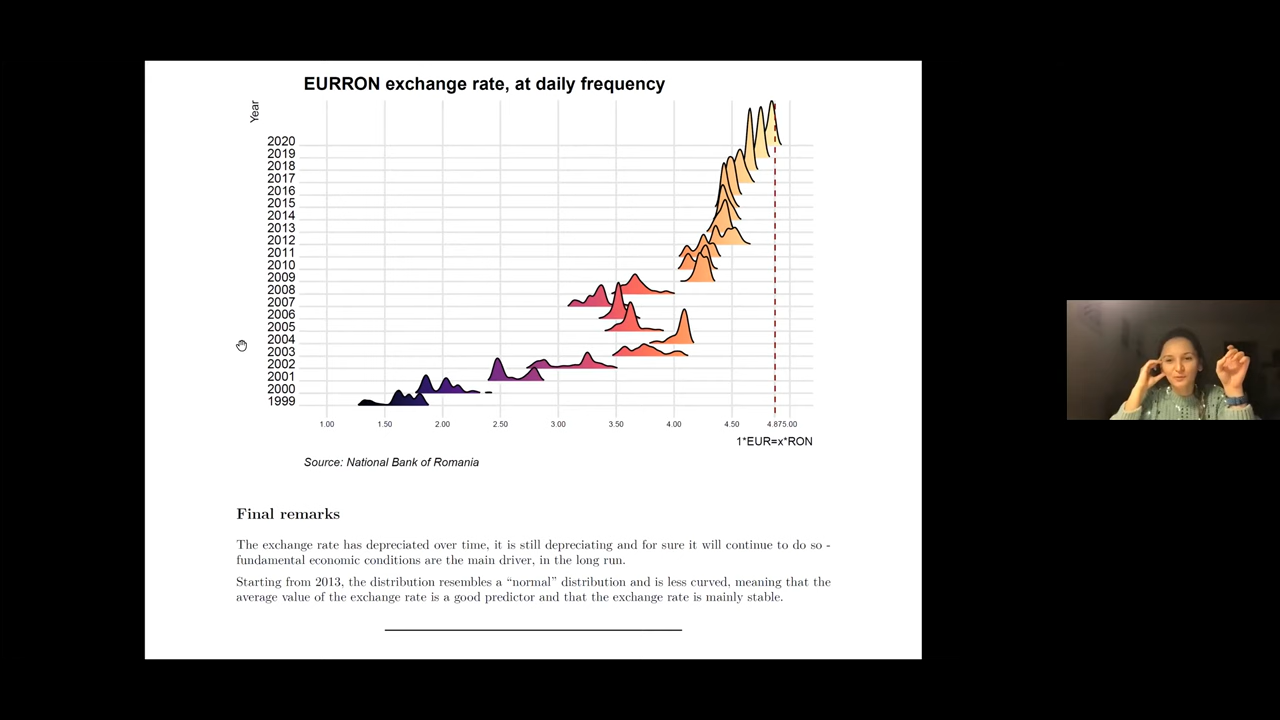 EURRON exchange rate, at daily frequency
Year
2020
2019
2018
2017
2016
2015
2014
2013
2012
2011
2010
2009
2008
2007
2006
2005
2004
2003
2002
2001
2000
1999
1.00 1.50 2.00 2.50 3.00 3.50 4.00 4.50 4.875.00
1*EUR=x*RON
Source: National Bank of Romania
Final remarks
The exchange rate has depreciated over time, it is still depreciating and for sure it will continue to do so -
fundamental economic conditions are the main driver, in the long run.
Starting from 2013, the distribution resembles a “normal” distribution and is less curved, meaning that the
average value of the exchange rate is a good predictor and that the exchange rate is mainly stable.